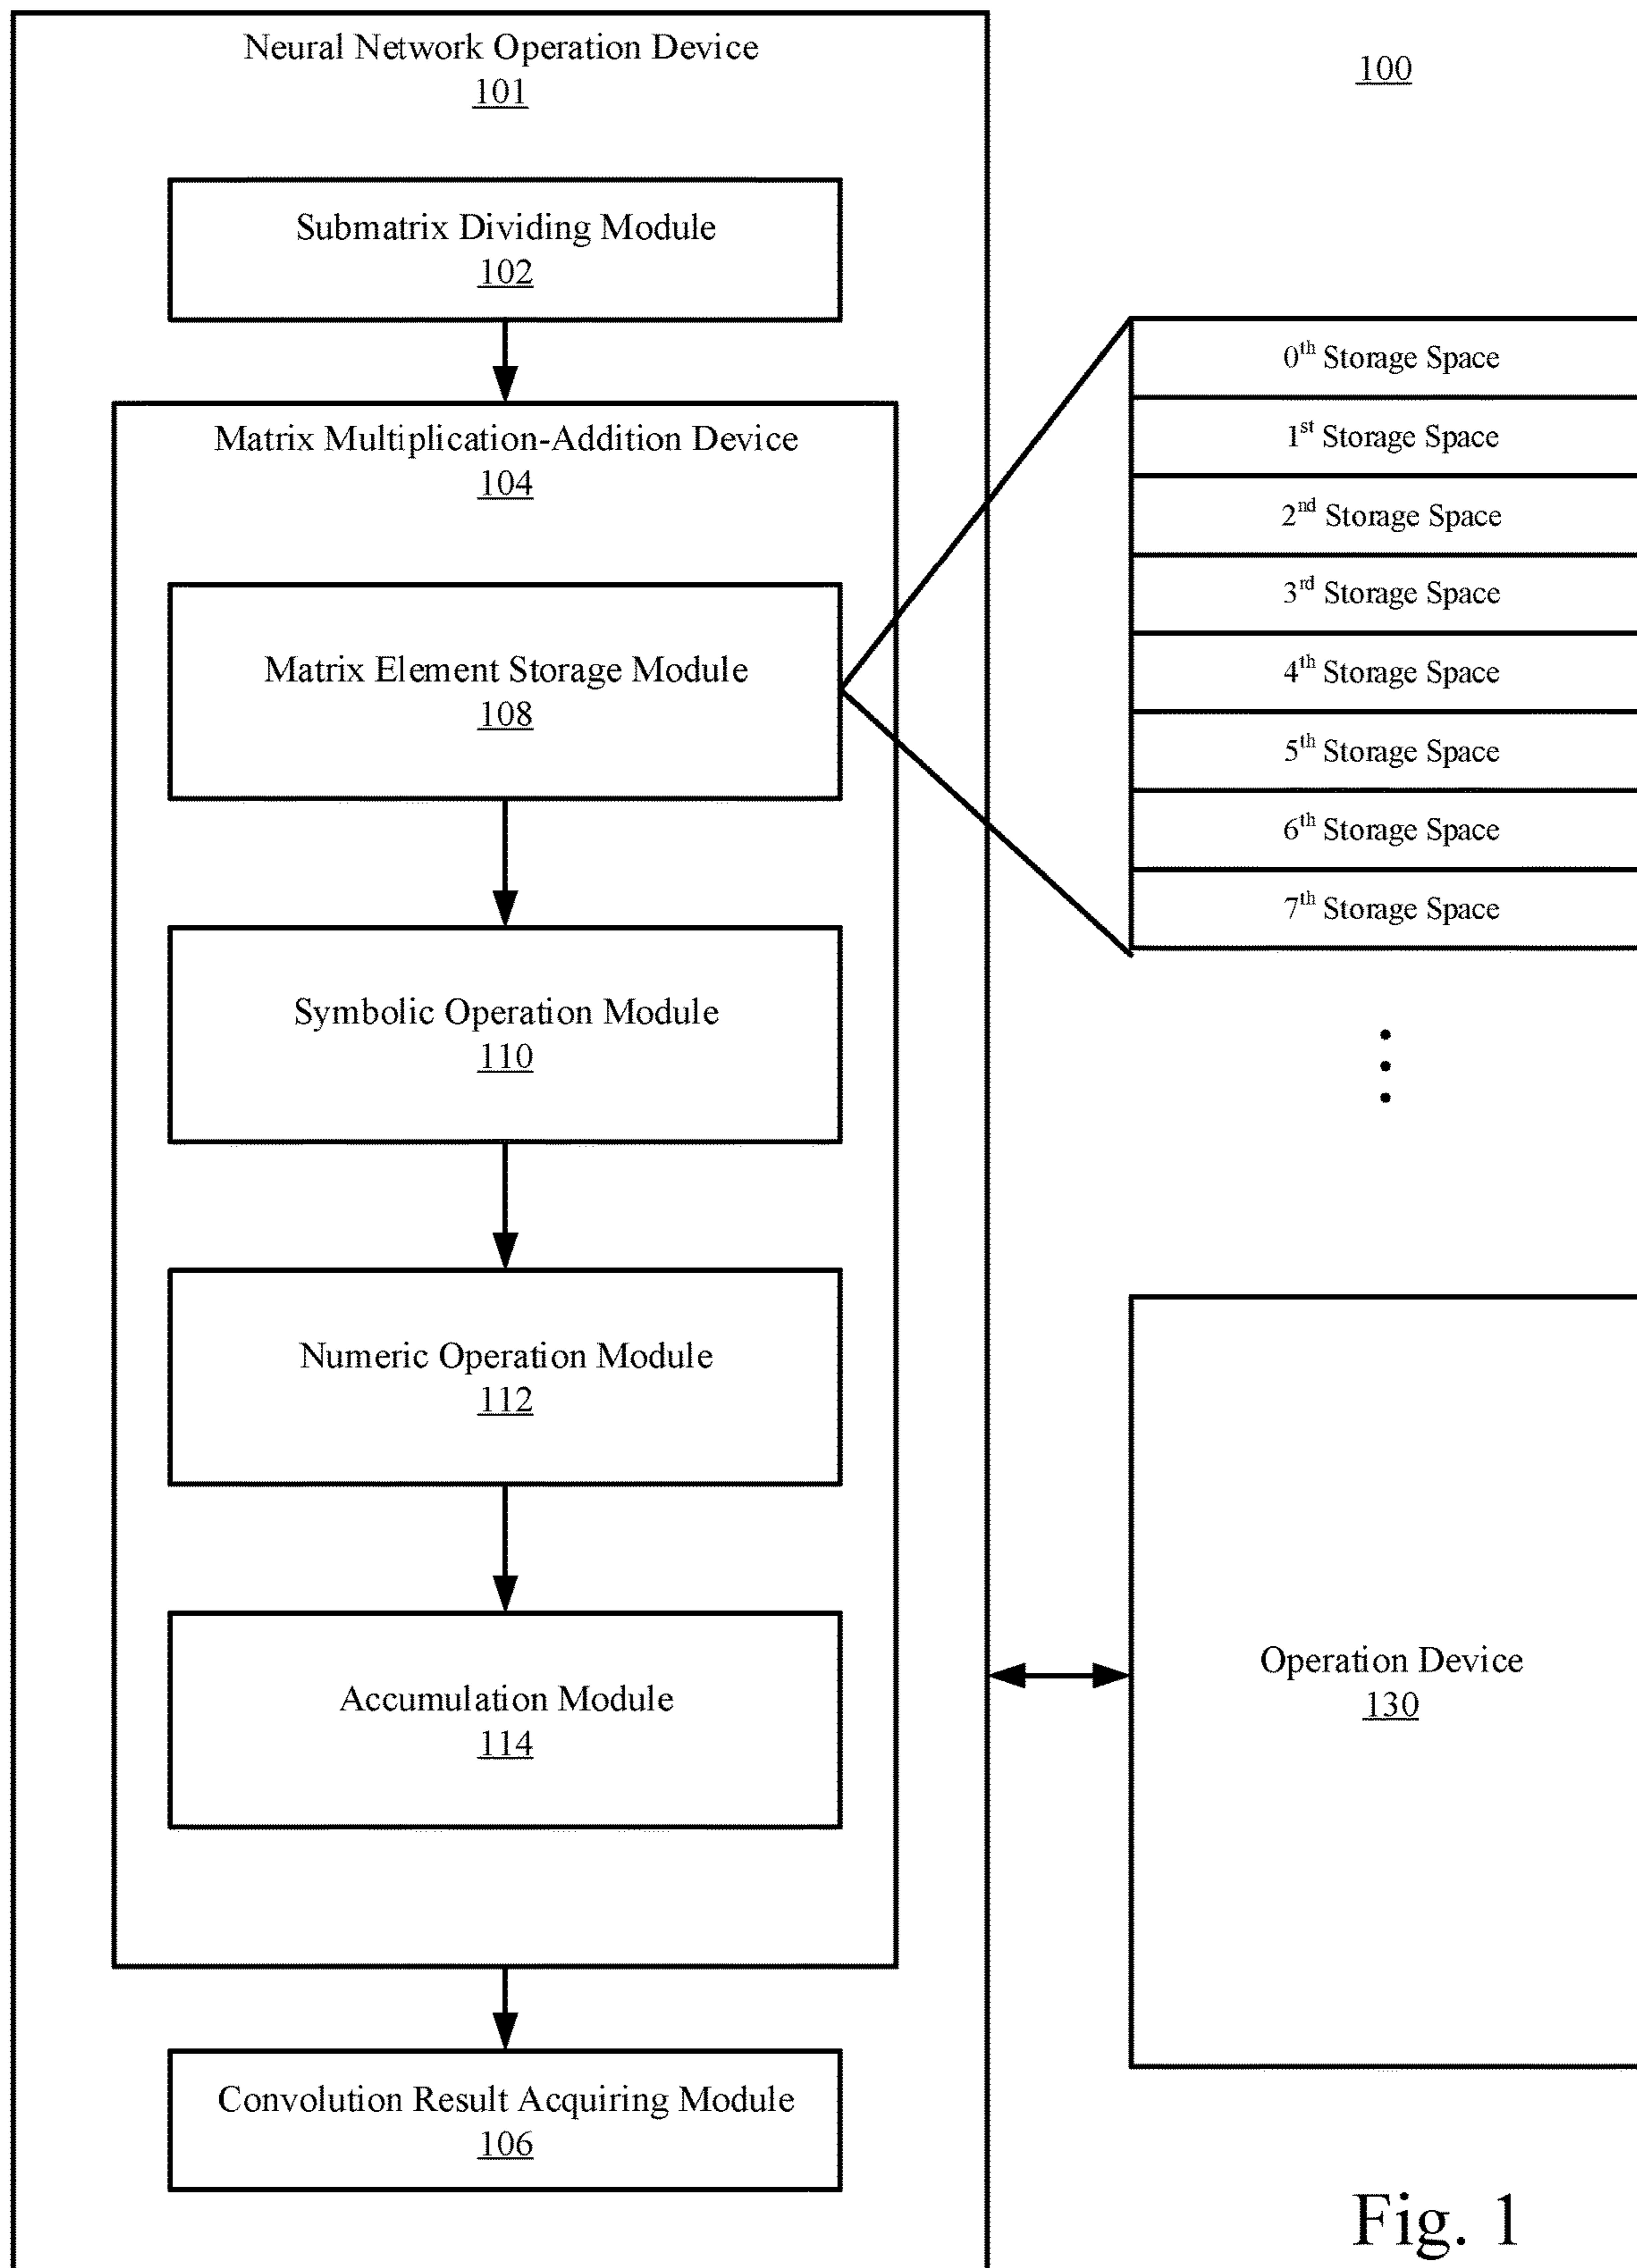 Neural Network Operation Device
101
100
Submatrix Dividing Module
102
Matrix Multiplication-Addition Device
104
Matrix Element Storage Module
108
Symbolic Operation Module
110
Numeric Operation Module
112
Accumulation Module
114
Convolution Result Acquiring Module
106
0th Storage Space
1st Storage Space
2nd Storage Space
3rd Storage Space
4th Storage Space
5th Storage Space
6th Storage Space
7th Storage Space
Operation Device
130
Fig. 1